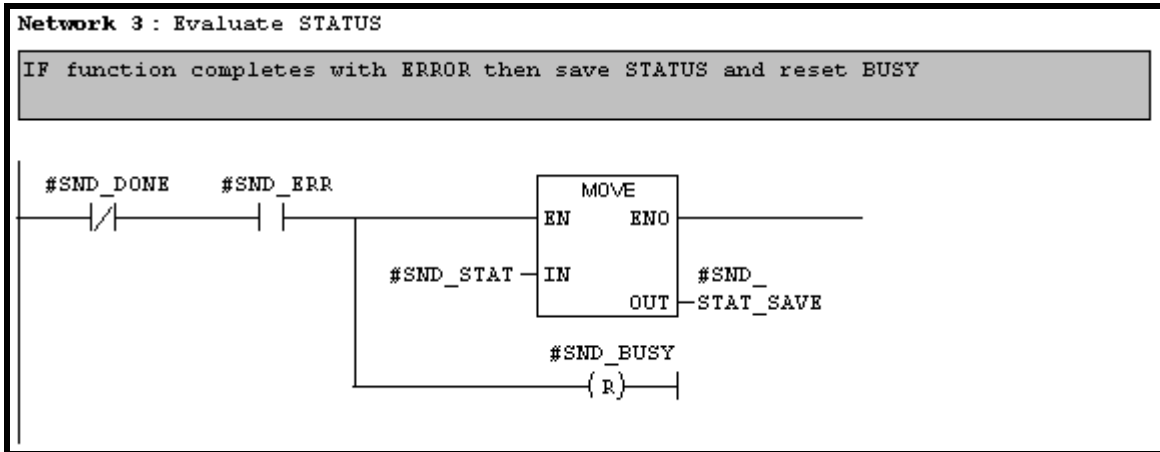 Network 3 : Evaluate STATUS
IF function completes with ERROR then save STATUS and reset BUSY
#SND_DONE #SND_ERR
MOVE
EN ENO
#SND_STAT IN #SND_
OUT STAT_SAVE
#SND_BUSY
R